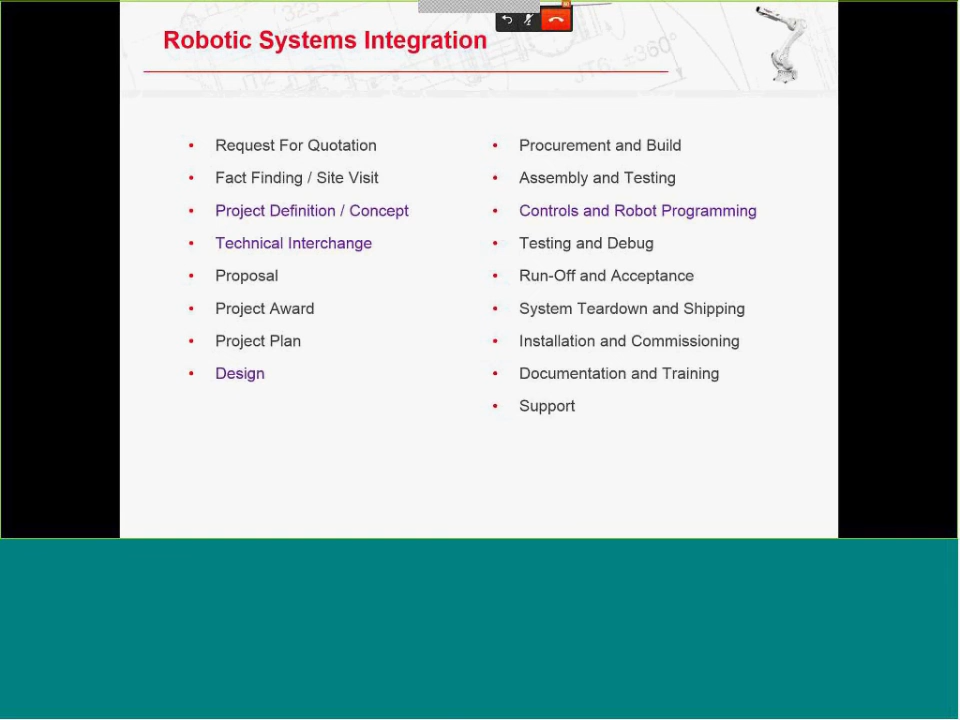 Robotic Systems Integration
JT6, ±360°
• Request For Quotation
• Fact Finding / Site Visit
• Project Definition / Concept
• Technical Interchange
• Proposal
• Project Award
• Project Plan
• Design
• Procurement and Build
• Assembly and Testing
• Controls and Robot Programming
• Testing and Debug
• Run-Off and Acceptance
• System Teardown and Shipping
• Installation and Commissioning
• Documentation and Training
• Support